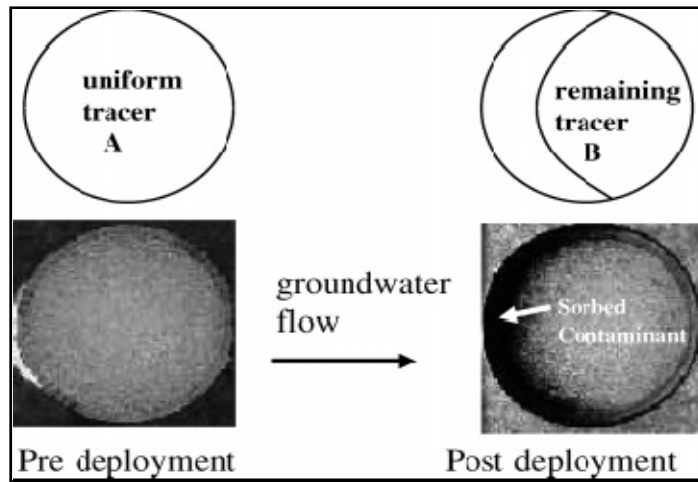 uniform
tracer
A
remaining
tracer
B
groundwater
flow
Sorbed
Contaminant
Pre deployment
Post deployment